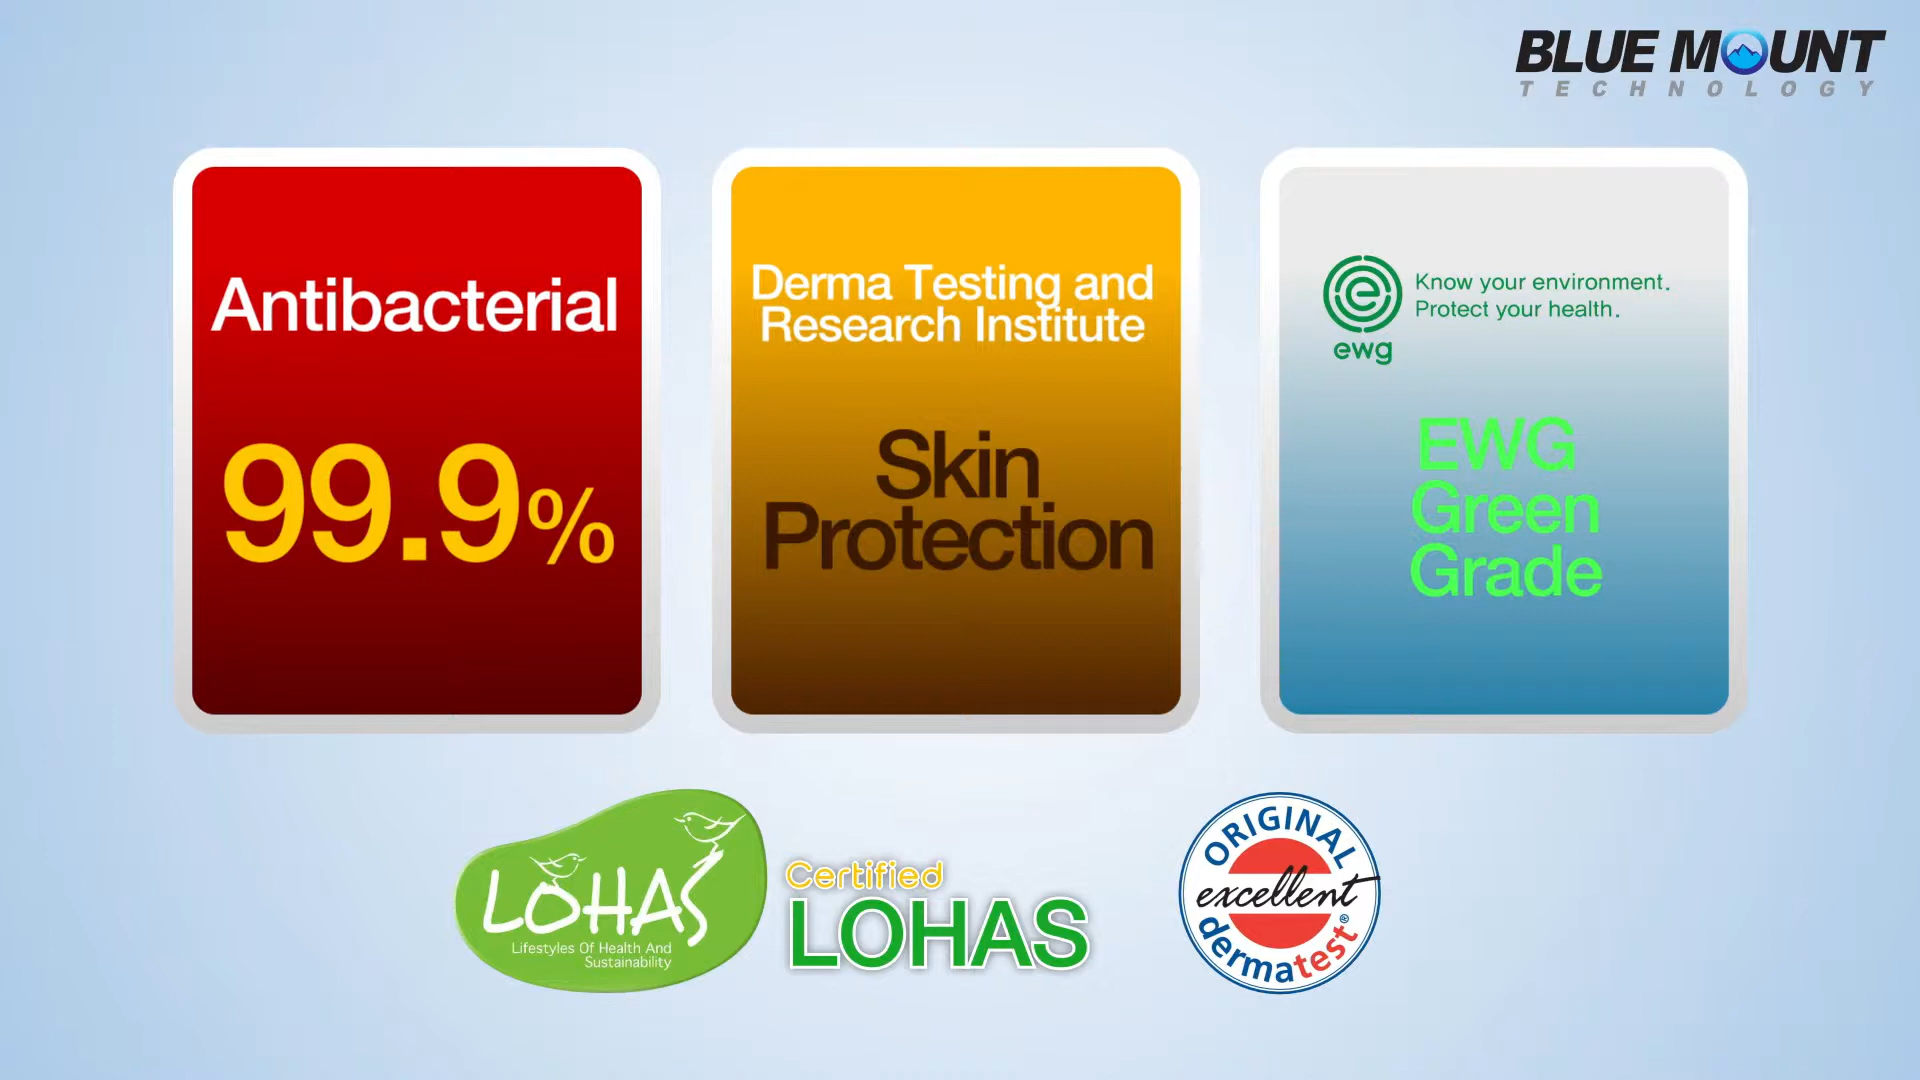 BLUE MOUNT
TECHNOLOGY
Antibacterial
99.9%
Derma Testing and
Research Institute
Skin
Protection
ewg
Know your environment.
Protect your health.
EWG
Green
Grade
LOHAS
Lifestyles Of Health And
Sustainability
Certified
LOHAS
ORIGINAL
excellent
dermatest®